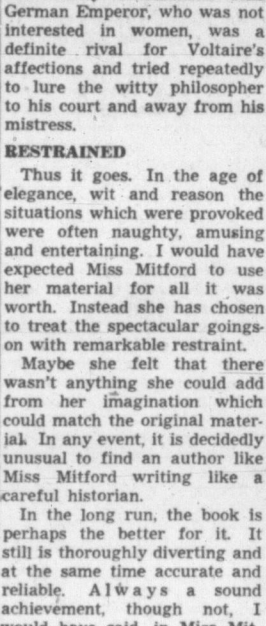 German Emperor, who was not
interested in women, was a
definite rival for Voltaire's
affections and tried repeatedly
to lure the witty philosopher
to his court and away from his
mistress.
RESTRAINED
Thus it goes. In the age of
elegance, wit and reason the
situations which were provoked
were often naughty, amusing
and entertaining. I would have
expected Miss Mitford to use
her material for all it was
worth. Instead she has chosen
to treat the spectacular goings-
on with remarkable restraint.
Maybe she felt that there
wasn't anything she could add
from her imagination which
could match the original mater-
ial. In any event, it is decidedly
unusual to find an author like
Miss Mitford writing like a
careful historian.
In the long run, the book is
perhaps the better for it. It
still is thoroughly diverting and
at the same time accurate and
reliable. Always a sound
achievement, though not, I
would have said, in Miss Mit-